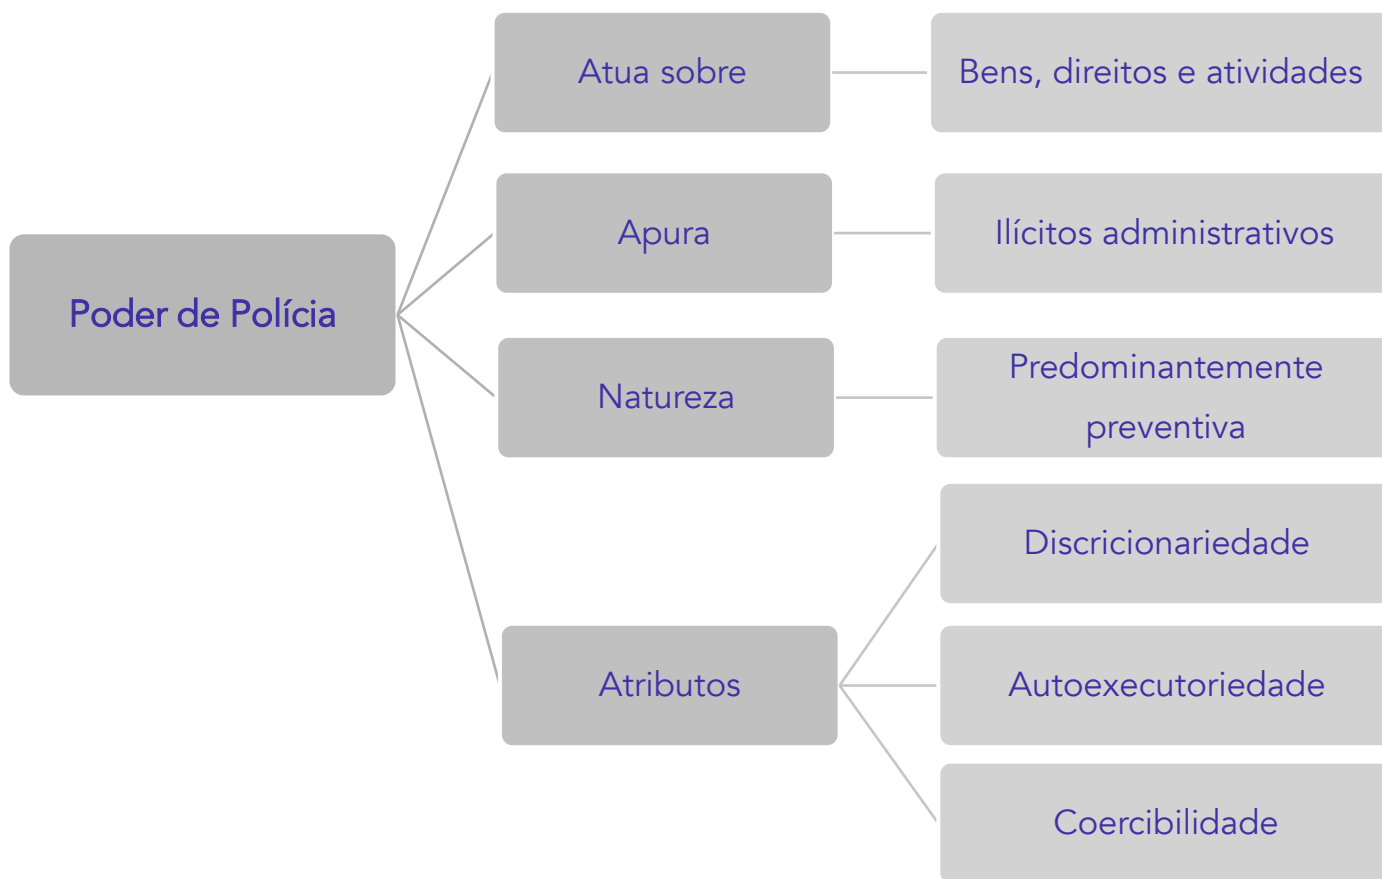 Poder de Polícia
Atua sobre
Bens, direitos e atividades
Apura
Ilícitos administrativos
Natureza
Predominantemente
preventiva
Atributos
Discricionariedade
Autoexecutoriedade
Coercibilidade